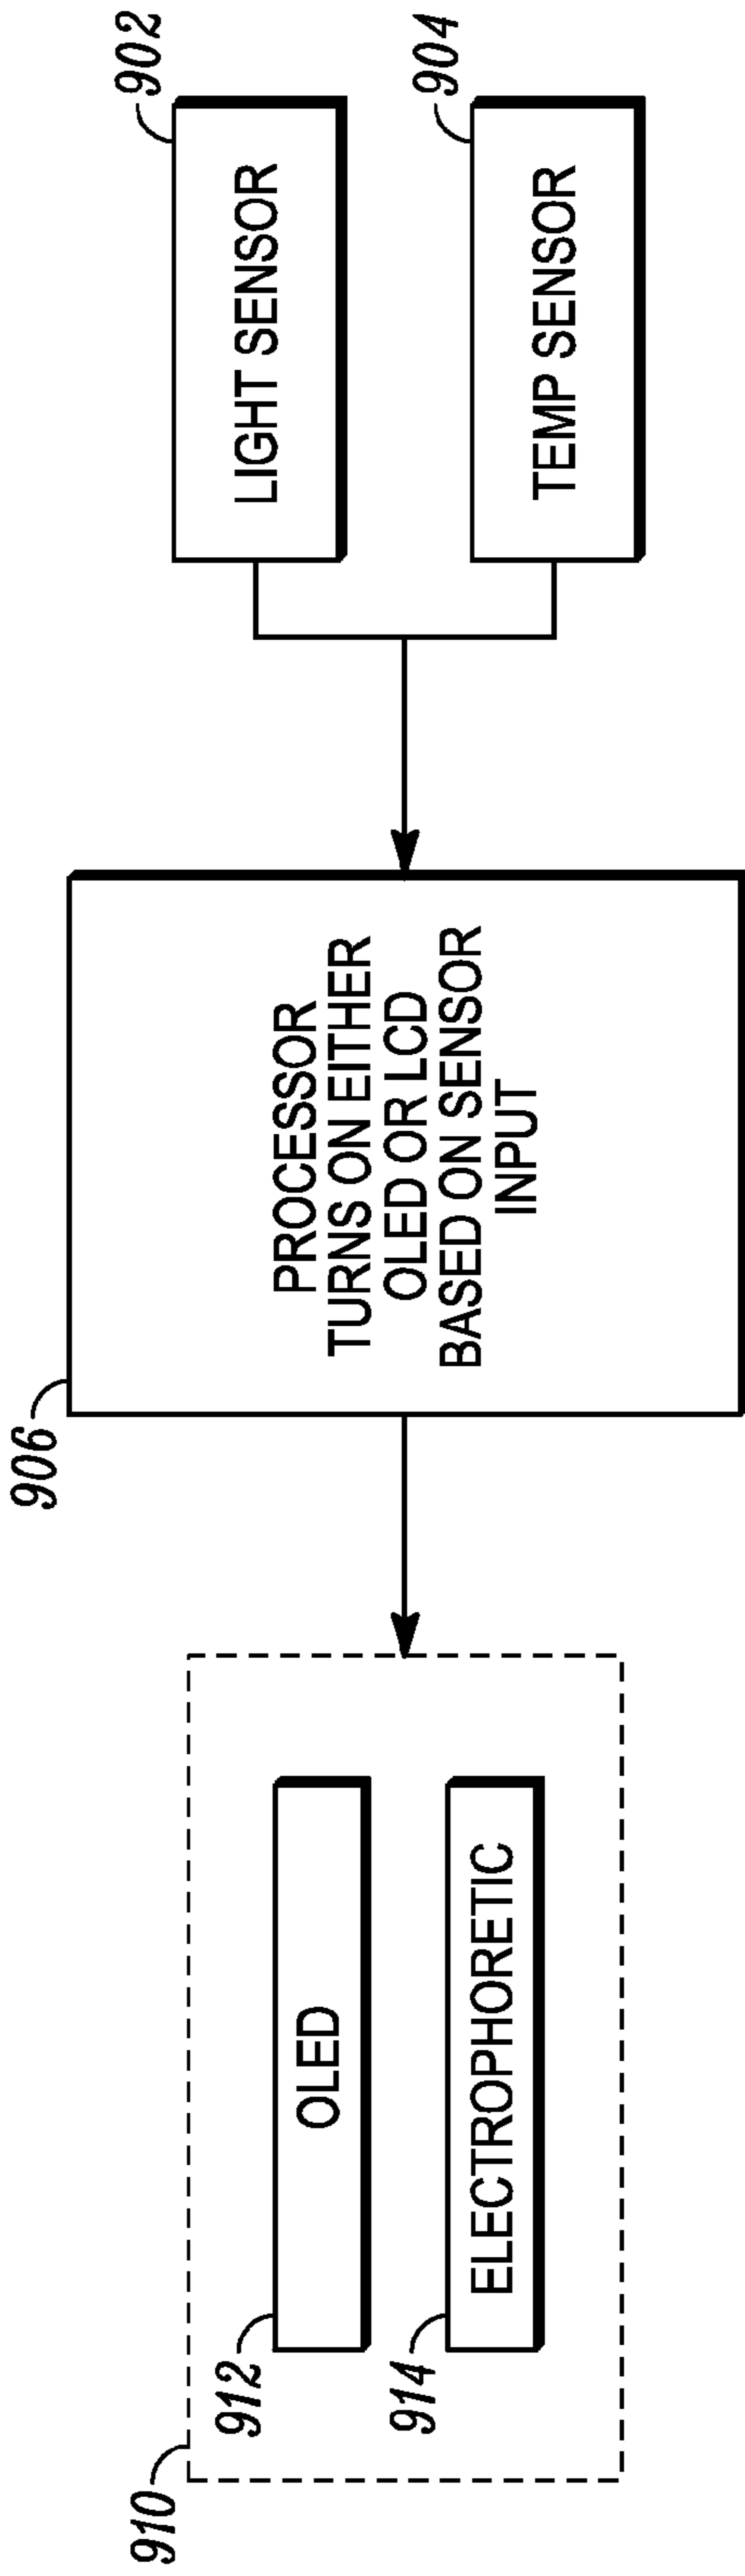 910
912
OLED
914
ELECTROPHORETIC
906
PROCESSOR
TURNS ON EITHER
OLED OR LCD
BASED ON SENSOR
INPUT
902
LIGHT SENSOR
904
TEMP SENSOR